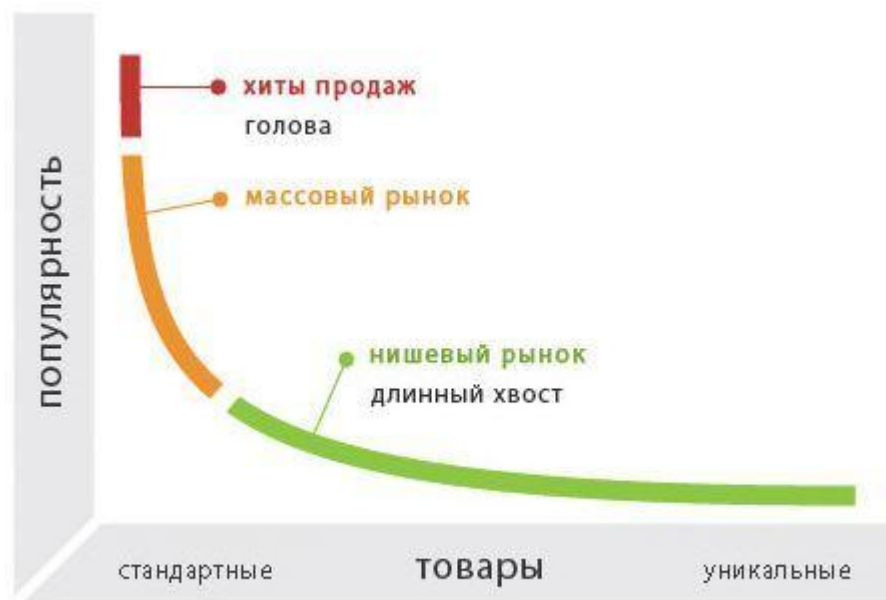 хиты продаж
голова
массовый рынок
популярность
нишевый рынок
длинный хвост
стандартные товары уникальные